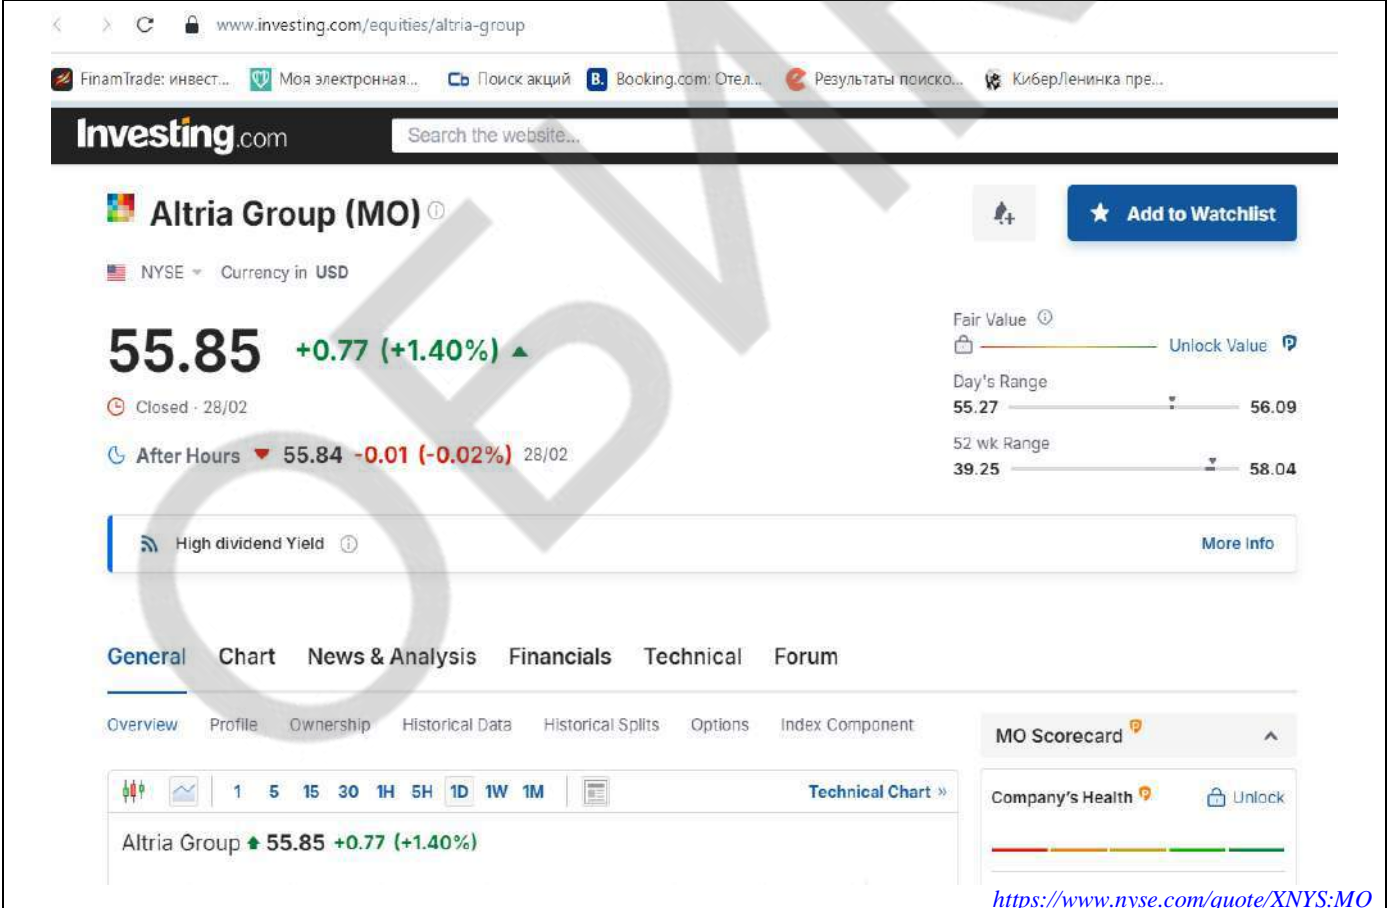 www.investing.com/equities/altria-group
FinamTrade: инвест... Моя электронная... Сь Поиск акций B. Booking.com: Отел... Результаты поиско... КиберЛенинка пре...
Investing.com Search the website...
Altria Group (MO)
Add to Watchlist
NYSE Currency in USD
55.85 +0.77 (+1.40%)
Closed · 28/02
After Hours 55.84 -0.01 (-0.02%) 28/02
Fair Value
Unlock Value
Day's Range
55.27 56.09
52 wk Range
39.25 58.04
High dividend Yield More Info
General Chart News & Analysis Financials Technical Forum
Overview Profile Ownership Historical Data Historical Splits Options Index Component
MO Scorecard
1 5 15 30 1H 5H 1D 1W 1M Technical Chart »
Company's Health Unlock
Altria Group 55.85 +0.77 (+1.40%)
https://www.nyse.com/quote/XNYS:MO